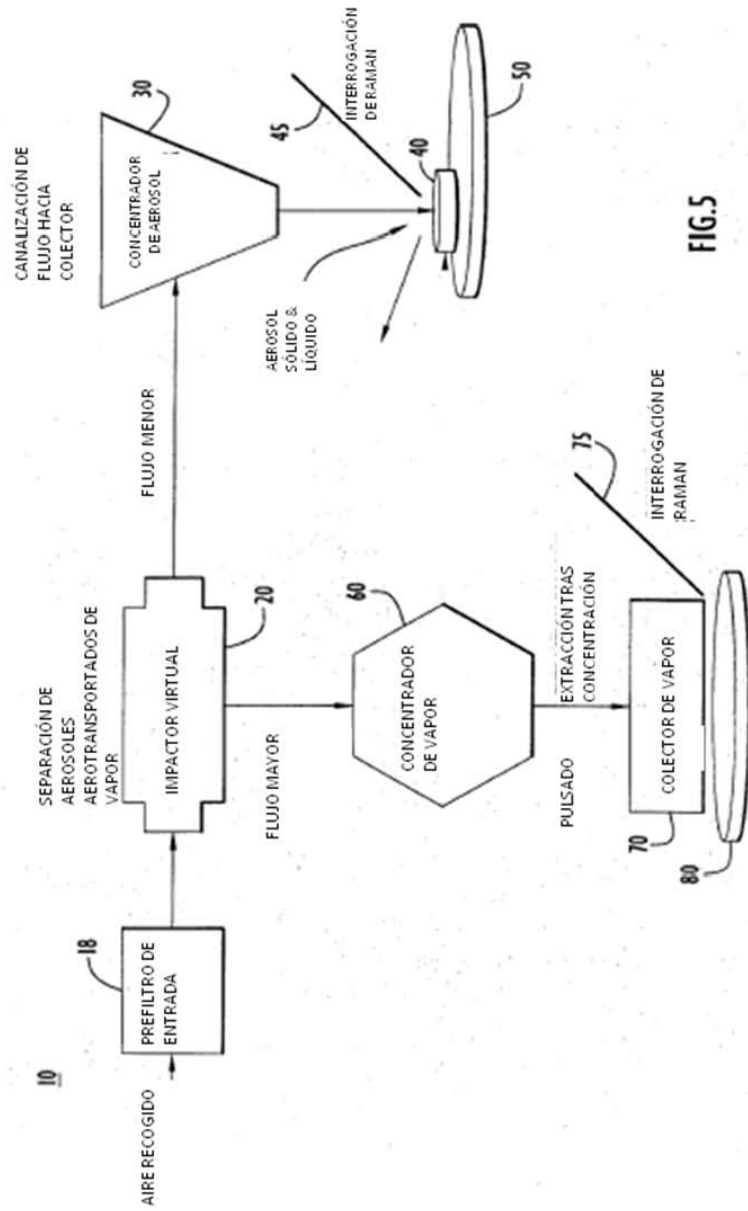 10
AIRE RECOGIDO
18
PREFILTRO DE
ENTRADA
SEPARACIÓN DE
AEROSOLES
AEROTRANSPORTADOS DE
VAPOR
IMPACTOR VIRTUAL
20
FLUJO MENOR
CANALIZACIÓN DE
FLUJO HACIA
COLECTOR
CONCENTRADOR
DE AEROSOL
30
AEROSOL
SÓLIDO &
LÍQUIDO
45
INTERROGACIÓN
DE RAMAN
40
50
FLUJO MAYOR
60
CONCENTRADOR
DE VAPOR
PULSADO
EXTRACCIÓN TRAS
CONCENTRACIÓN
COLECTOR DE VAPOR
70
75
INTERROGACIÓN DE
RAMAN
80
FIG.5